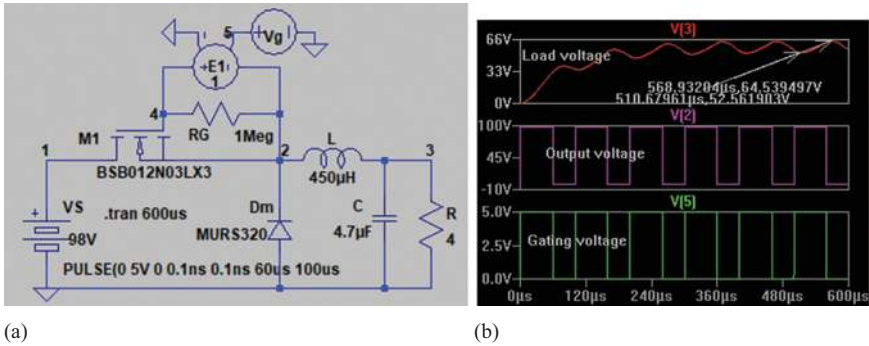 5
Vg
+E1
1
4
M1
RG
1Meg
L
1
2
3
BSB012N03LX3
450µH
VS
.tran 600us
Dm
C
R
98V
MURS320
4.7µF
4
PULSE(0 5V 0 0.1ns 0.1ns 60us 100us
(a)
V(3)
66V
Load voltage
33V
568,93204µs,64.539497V
510.67961µs,52.561903V
0V
V(2)
100V
45V
Output voltage
-10V
V(5)
5.0V
Gating voltage
2.5V
0.0V
0µs 120µs 240µs 360µs 480µs 600µs
(b)